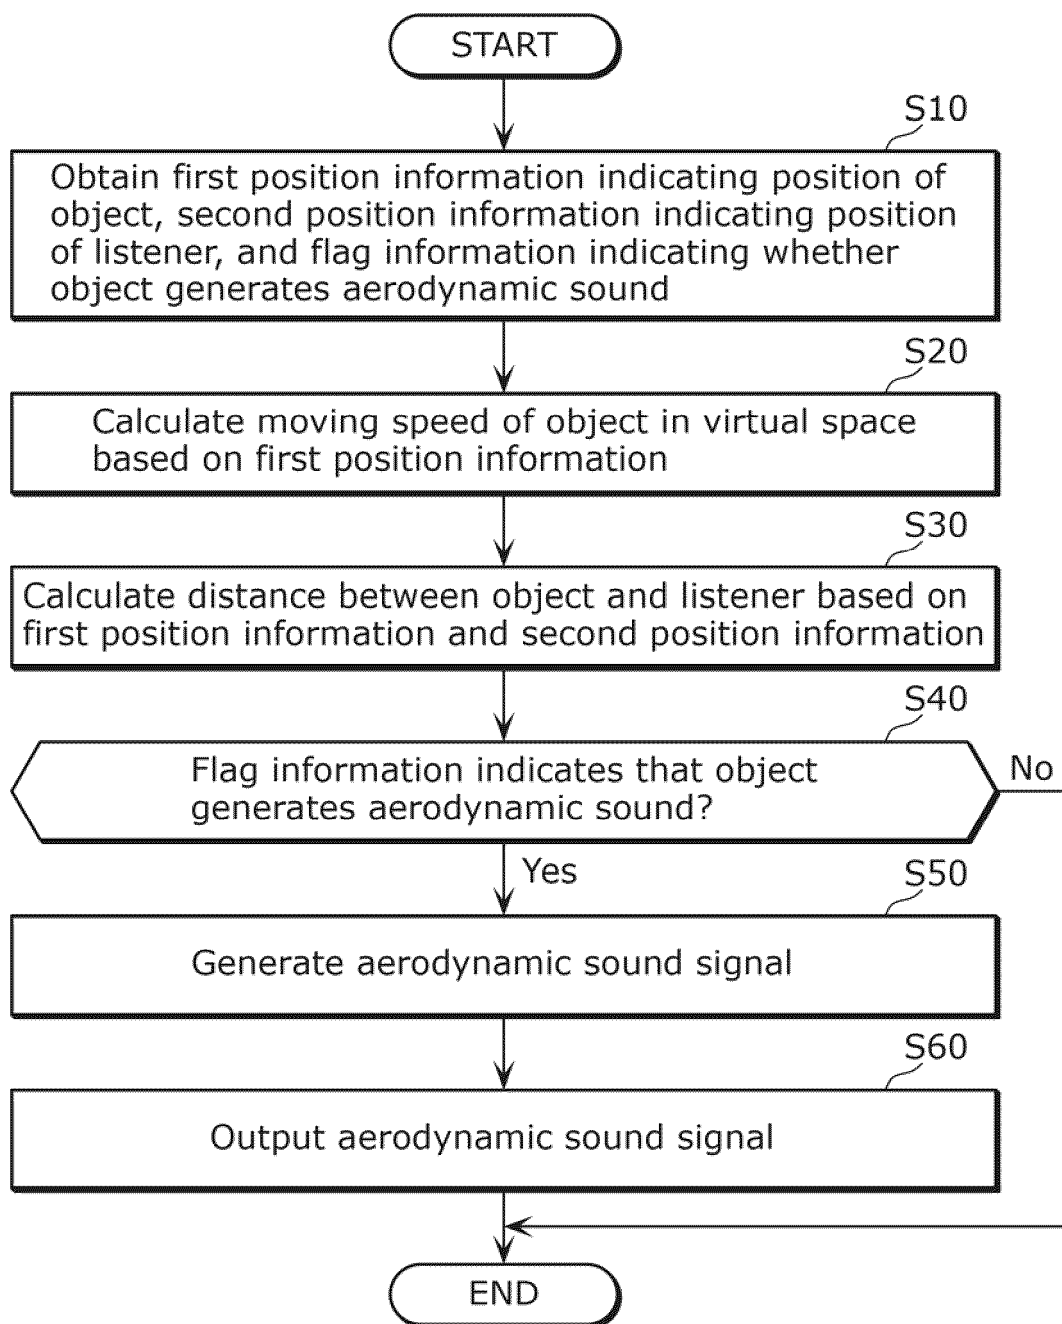 START
S10
Obtain first position information indicating position of
object, second position information indicating position
of listener, and flag information indicating whether
object generates aerodynamic sound
S20
Calculate moving speed of object in virtual space
based on first position information
S30
Calculate distance between object and listener based on
first position information and second position information
S40
Flag information indicates that object
generates aerodynamic sound?
No
Yes
S50
Generate aerodynamic sound signal
S60
Output aerodynamic sound signal
END